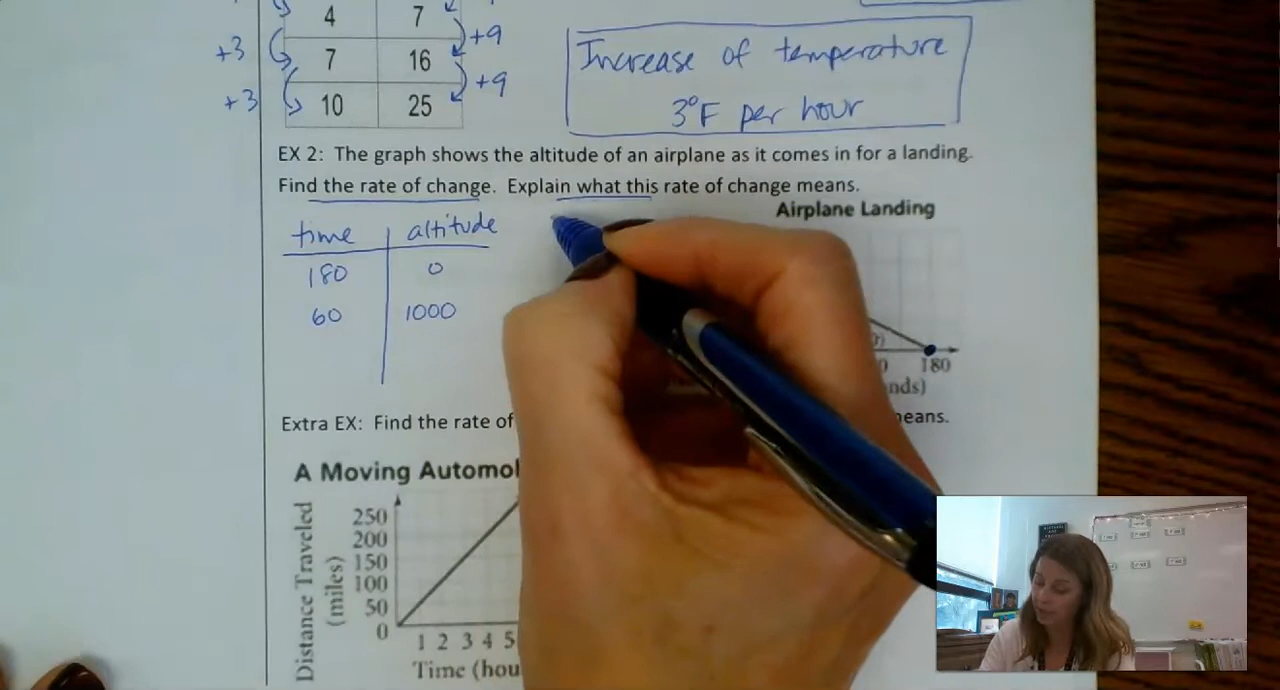 4 7
+9
+3 7 16
+9
+3 10 25
Increase of temperature
3°F per hour
EX 2: The graph shows the altitude of an airplane as it comes in for a landing.
Find the rate of change. Explain what this rate of change means.
Airplane Landing
time altitude
180 0
60 1000
180
Extra EX: Find the rate of
A Moving
Distance Traveled
(miles)
250
200
150
100
50
0
1 2 3 4 5
Time